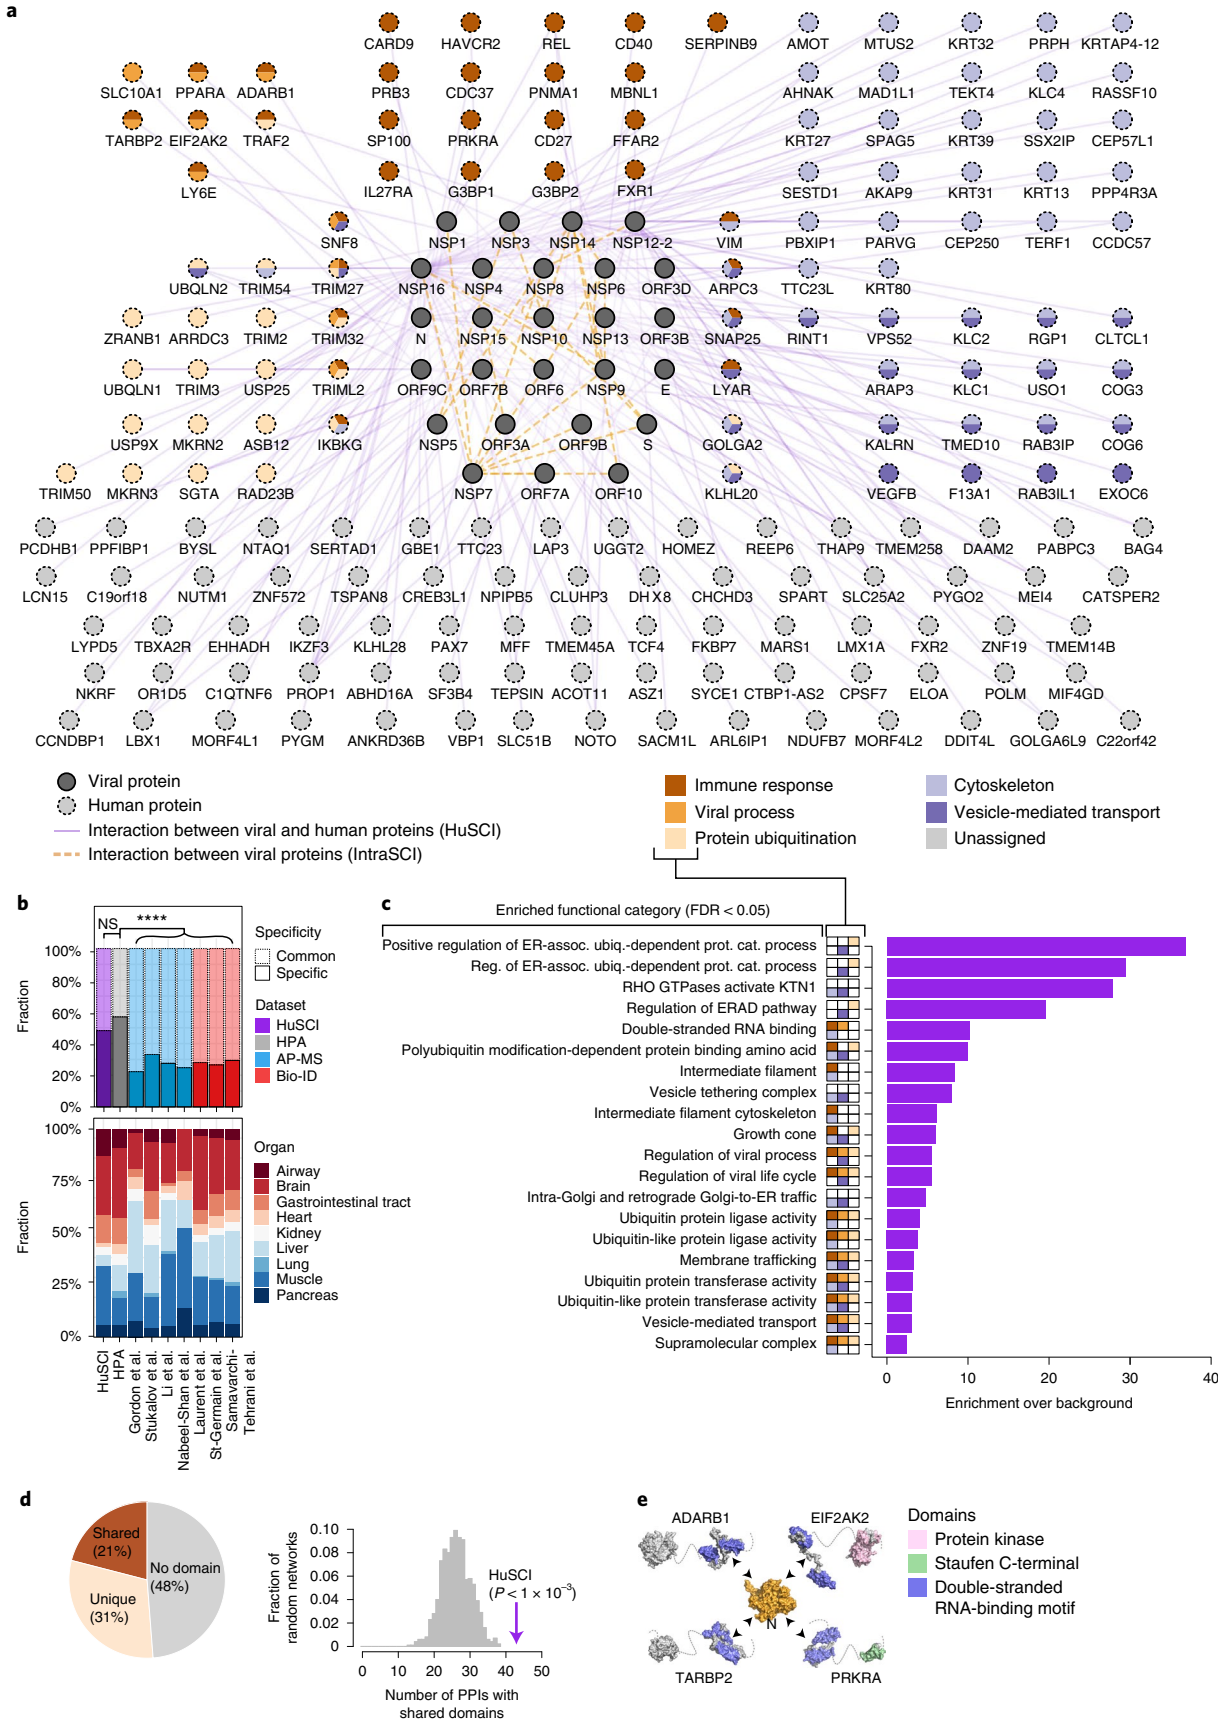 a
CARD9 HAVCR2 REL CD40 SERPINB9 AMOT MTUS2 KRT32 PRPH KRTAP4-12
SLC10A1 PPARA ADARB1 PRB3 CDC37 PNMA1 MBNL1 AHNAK MAD1L1 TEKT4 KLC4 RASSF10
TARBP2 EIF2AK2 TRAF2 SP100 PRKRA CD27 FFAR2 KRT27 SPAG5 KRT39 SSX2IP CEP57L1
LY6E IL27RA G3BP1 G3BP2 FXR1 SESTD1 AKAP9 KRT31 KRT13 PPP4R3A
SNF8 NSP1 NSP3 NSP14 NSP12-2 VIM PBXIP1 PARVG CEP250 TERF1 CCDC57
UBQLN2 TRIM54 TRIM27 NSP16 NSP4 NSP8 NSP6 ORF3D ARPC3 TTC23L KRT80
ZRANB1 ARRDC3 TRIM2 TRIM32 N NSP15 NSP10 NSP13 ORF3B SNAP25 RINT1 VPS52 KLC2 RGP1 CLTCL1
UBQLN1 TRIM3 USP25 TRIML2 ORF9C ORF7B ORF6 NSP9 E LYAR ARAP3 KLC1 USO1 COG3
USP9X MKRN2 ASB12 IKBKG NSP5 ORF3A ORF9B S GOLGA2 KALRN TMED10 RAB3IP COG6
TRIM50 MKRN3 SGTA RAD23B NSP7 ORF7A ORF10 KLHL20 VEGFB F13A1 RAB3IL1 EXOC6
PCDHB1 PPFIBP1 BYSL NTAQ1 SERTAD1 GBE1 TTC23 LAP3 UGGT2 HOMEZ REEP6 THAP9 TMEM258 DAAM2 PABPC3 BAG4
LCN15 C19orf18 NUTM1 ZNF572 TSPAN8 CREB3L1 NPIPB5 CLUHP3 DHX8 CHCHD3 SPART SLC25A2 PYGO2 MEI4 CATSPER2
LYPD5 TBXA2R EHHADH IKZF3 KLHL28 PAX7 MFF TMEM45A TCF4 FKBP7 MARS1 LMX1A FXR2 ZNF19 TMEM14B
NKRF OR1D5 C1QTNF6 PROP1 ABHD16A SF3B4 TEPSIN ACOT11 ASZ1 SYCE1 CTBP1-AS2 CPSF7 ELOA POLM MIF4GD
CCNDBP1 LBX1 MORF4L1 PYGM ANKRD36B VBP1 SLC51B NOTO SACM1L ARL6IP1 NDUFB7 MORF4L2 DDIT4L GOLGA6L9 C22orf42
Viral protein
Human protein
Interaction between viral and human proteins (HuSCI)
Interaction between viral proteins (IntraSCI)
Immune response
Viral process
Protein ubiquitination
Cytoskeleton
Vesicle-mediated transport
Unassigned
b
NS ****
100%
80%
60%
40%
20%
0%
Fraction
Specificity
Common
Specific
Dataset
HuSCI
HPA
AP-MS
Bio-ID
100%
75%
50%
25%
0%
Fraction
Organ
Airway
Brain
Gastrointestinal tract
Heart
Kidney
Liver
Lung
Muscle
Pancreas
HuSCI
HPA
Gordon et al.
Stukalov et al.
Li et al.
Nabeel-Shan et al.
Laurent et al.
St-Germain et al.
Samavarchi-
Tehrani et al.
c
Enriched functional category (FDR < 0.05)
Positive regulation of ER-assoc. ubiq.-dependent prot. cat. process
Reg. of ER-assoc. ubiq.-dependent prot. cat. process
RHO GTPases activate KTN1
Regulation of ERAD pathway
Double-stranded RNA binding
Polyubiquitin modification-dependent protein binding amino acid
Intermediate filament
Vesicle tethering complex
Intermediate filament cytoskeleton
Growth cone
Regulation of viral process
Regulation of viral life cycle
Intra-Golgi and retrograde Golgi-to-ER traffic
Ubiquitin protein ligase activity
Ubiquitin-like protein ligase activity
Membrane trafficking
Ubiquitin protein transferase activity
Ubiquitin-like protein transferase activity
Vesicle-mediated transport
Supramolecular complex
0 10 20 30 40
Enrichment over background
d
Shared
(21%)
No domain
(48%)
Unique
(31%)
Fraction of
random networks
0.10
0.08
0.06
0.04
0.02
0
HuSCI
(P < 1 × 10⁻³)
0 10 20 30 40 50
Number of PPIs with
shared domains
e
ADARB1 EIF2AK2
N
TARBP2 PRKRA
Domains
Protein kinase
Staufen C-terminal
Double-stranded
RNA-binding motif